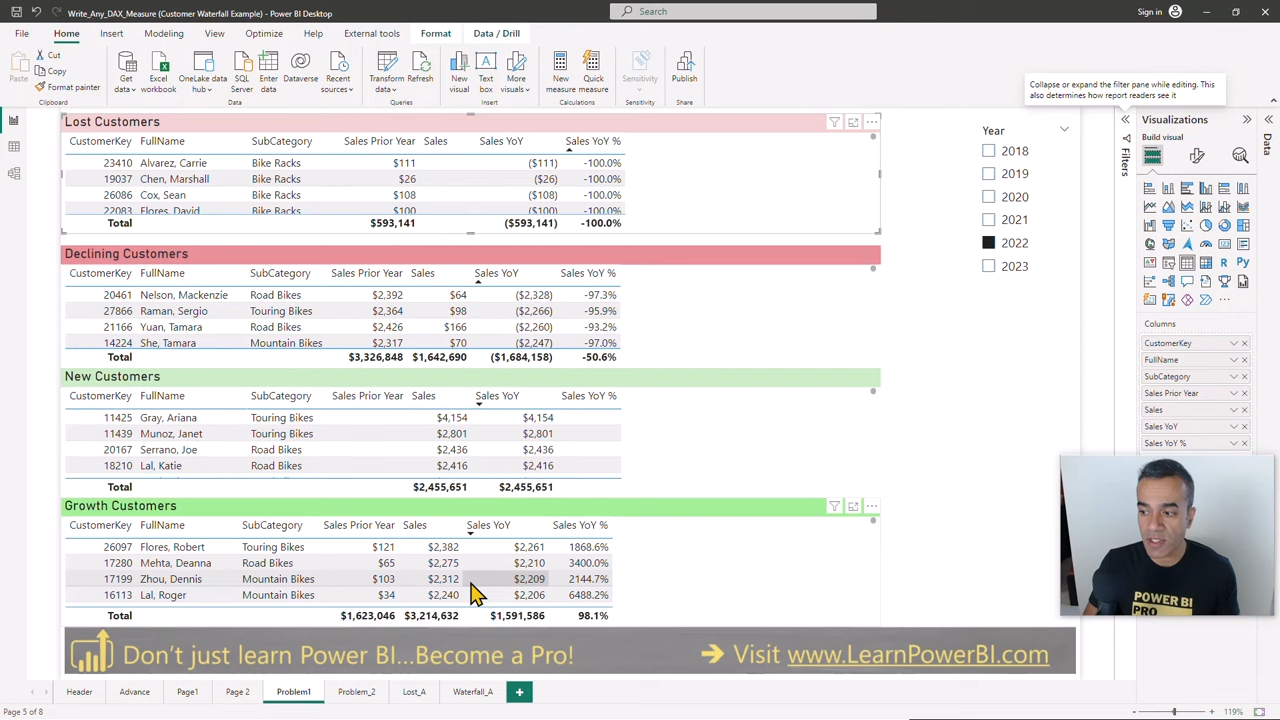 Write_Any_DAX_Measure (Customer Waterfall Example) - Power BI Desktop
Search
Sign in
File Home Insert Modeling View Optimize Help External tools Format Data / Drill
Paste
Cut
Copy
Format painter
Clipboard
Get data
Excel workbook
OneLake data hub
SQL Server
Enter data
Dataverse
Recent sources
Data
Transform data
Refresh
Queries
New visual
Text box
More visuals
Insert
New measure
Quick measure
Calculations
Sensitivity
Sensitivity
Publish
Share
Collapse or expand the filter pane while editing. This
also determines how report readers see it
Lost Customers
CustomerKey FullName SubCategory Sales Prior Year Sales Sales YoY Sales YoY %
23410 Alvarez, Carrie Bike Racks $111 ($111) -100.0%
19037 Chen, Marshall Bike Racks $26 ($26) -100.0%
26086 Cox, Sean Bike Racks $108 ($108) -100.0%
22083 Flores, David Bike Racks $100 ($100) -100.0%
Total $593,141 ($593,141) -100.0%
Declining Customers
CustomerKey FullName SubCategory Sales Prior Year Sales Sales YoY Sales YoY %
20461 Nelson, Mackenzie Road Bikes $2,392 $64 ($2,328) -97.3%
27866 Raman, Sergio Touring Bikes $2,364 $98 ($2,266) -95.9%
21166 Yuan, Tamara Road Bikes $2,426 $166 ($2,260) -93.2%
14224 She, Tamara Mountain Bikes $2,317 $70 ($2,247) -97.0%
Total $3,326,848 $1,642,690 ($1,684,158) -50.6%
New Customers
CustomerKey FullName SubCategory Sales Prior Year Sales Sales YoY Sales YoY %
11425 Gray, Ariana Touring Bikes $4,154 $4,154
11439 Munoz, Janet Touring Bikes $2,801 $2,801
20167 Serrano, Joe Road Bikes $2,436 $2,436
18210 Lal, Katie Road Bikes $2,416 $2,416
Total $2,455,651 $2,455,651
Growth Customers
CustomerKey FullName SubCategory Sales Prior Year Sales Sales YoY Sales YoY %
26097 Flores, Robert Touring Bikes $121 $2,382 $2,261 1868.6%
17280 Mehta, Deanna Road Bikes $65 $2,275 $2,210 3400.0%
17199 Zhou, Dennis Mountain Bikes $103 $2,312 $2,209 2144.7%
16113 Lal, Roger Mountain Bikes $34 $2,240 $2,206 6488.2%
Total $1,623,046 $3,214,632 $1,591,586 98.1%
Year
2018
2019
2020
2021
2022
2023
Filters
Visualizations
Build visual
R Py
Columns
CustomerKey
FullName
SubCategory
Sales Prior Year
Sales
Sales YoY
Sales YoY %
Data
POWER BI
PRO
Don't just learn Power BI...Become a Pro!
Visit www.LearnPowerBI.com
Header Advance Page1 Page 2 Problem1 Problem_2 Lost_A Waterfall_A
Page 5 of 8
119%